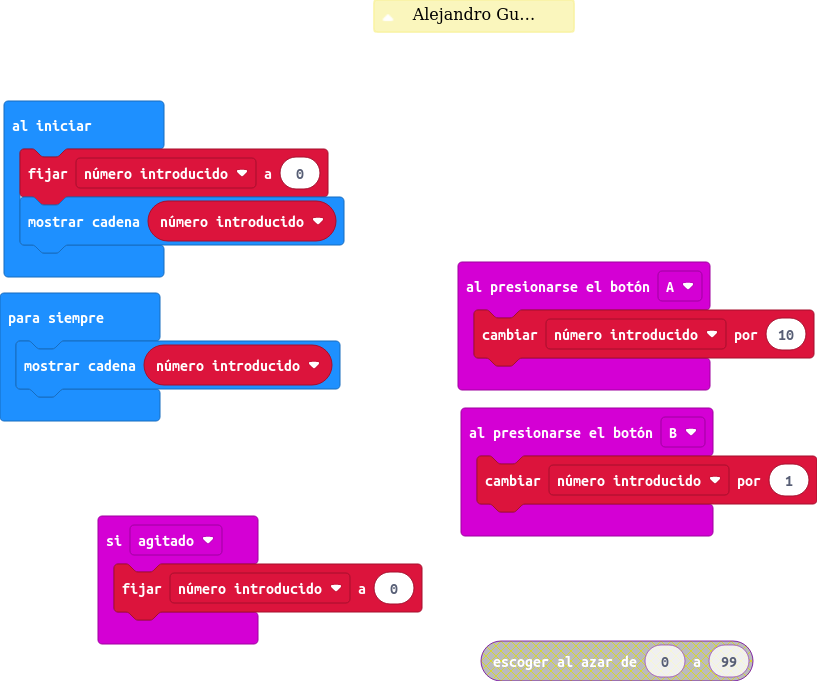 Alejandro Gu...
al iniciar
fijar número introducido a 0
mostrar cadena número introducido
para siempre
mostrar cadena número introducido
al presionarse el botón A
cambiar número introducido por 10
al presionarse el botón B
cambiar número introducido por 1
si agitado
fijar número introducido a 0
escoger al azar de 0 a 99